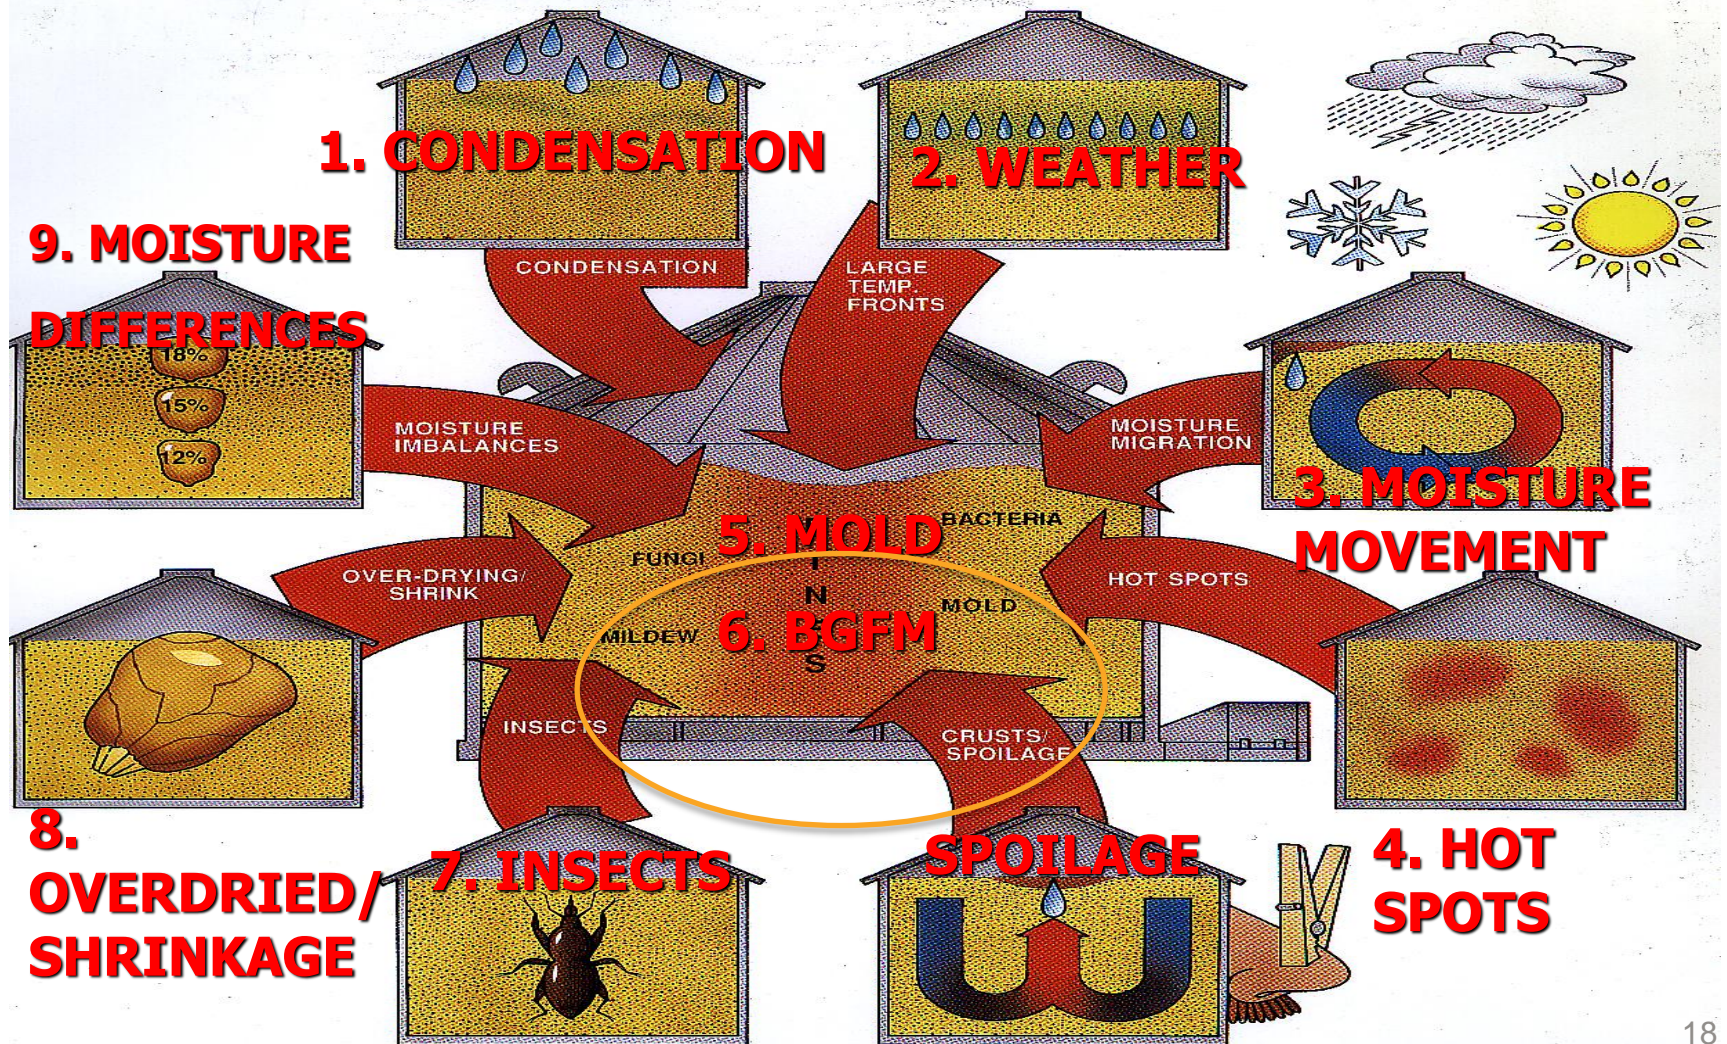 1. CONDENSATION
2. WEATHER
9. MOISTURE
DIFFERENCES
CONDENSATION
LARGE
TEMP.
FRONTS
18%
15%
12%
MOISTURE
IMBALANCES
MOISTURE
MIGRATION
3. MOISTURE
MOVEMENT
5. MOLD
BACTERIA
FUNGI
OVER-DRYING/
SHRINK
HOT SPOTS
N
MOLD
6. BGFM
MILDEW
S
INSECTS
CRUSTS/
SPOILAGE
8.
OVERDRIED/
SHRINKAGE
7. INSECTS
SPOILAGE
4. HOT
SPOTS
18